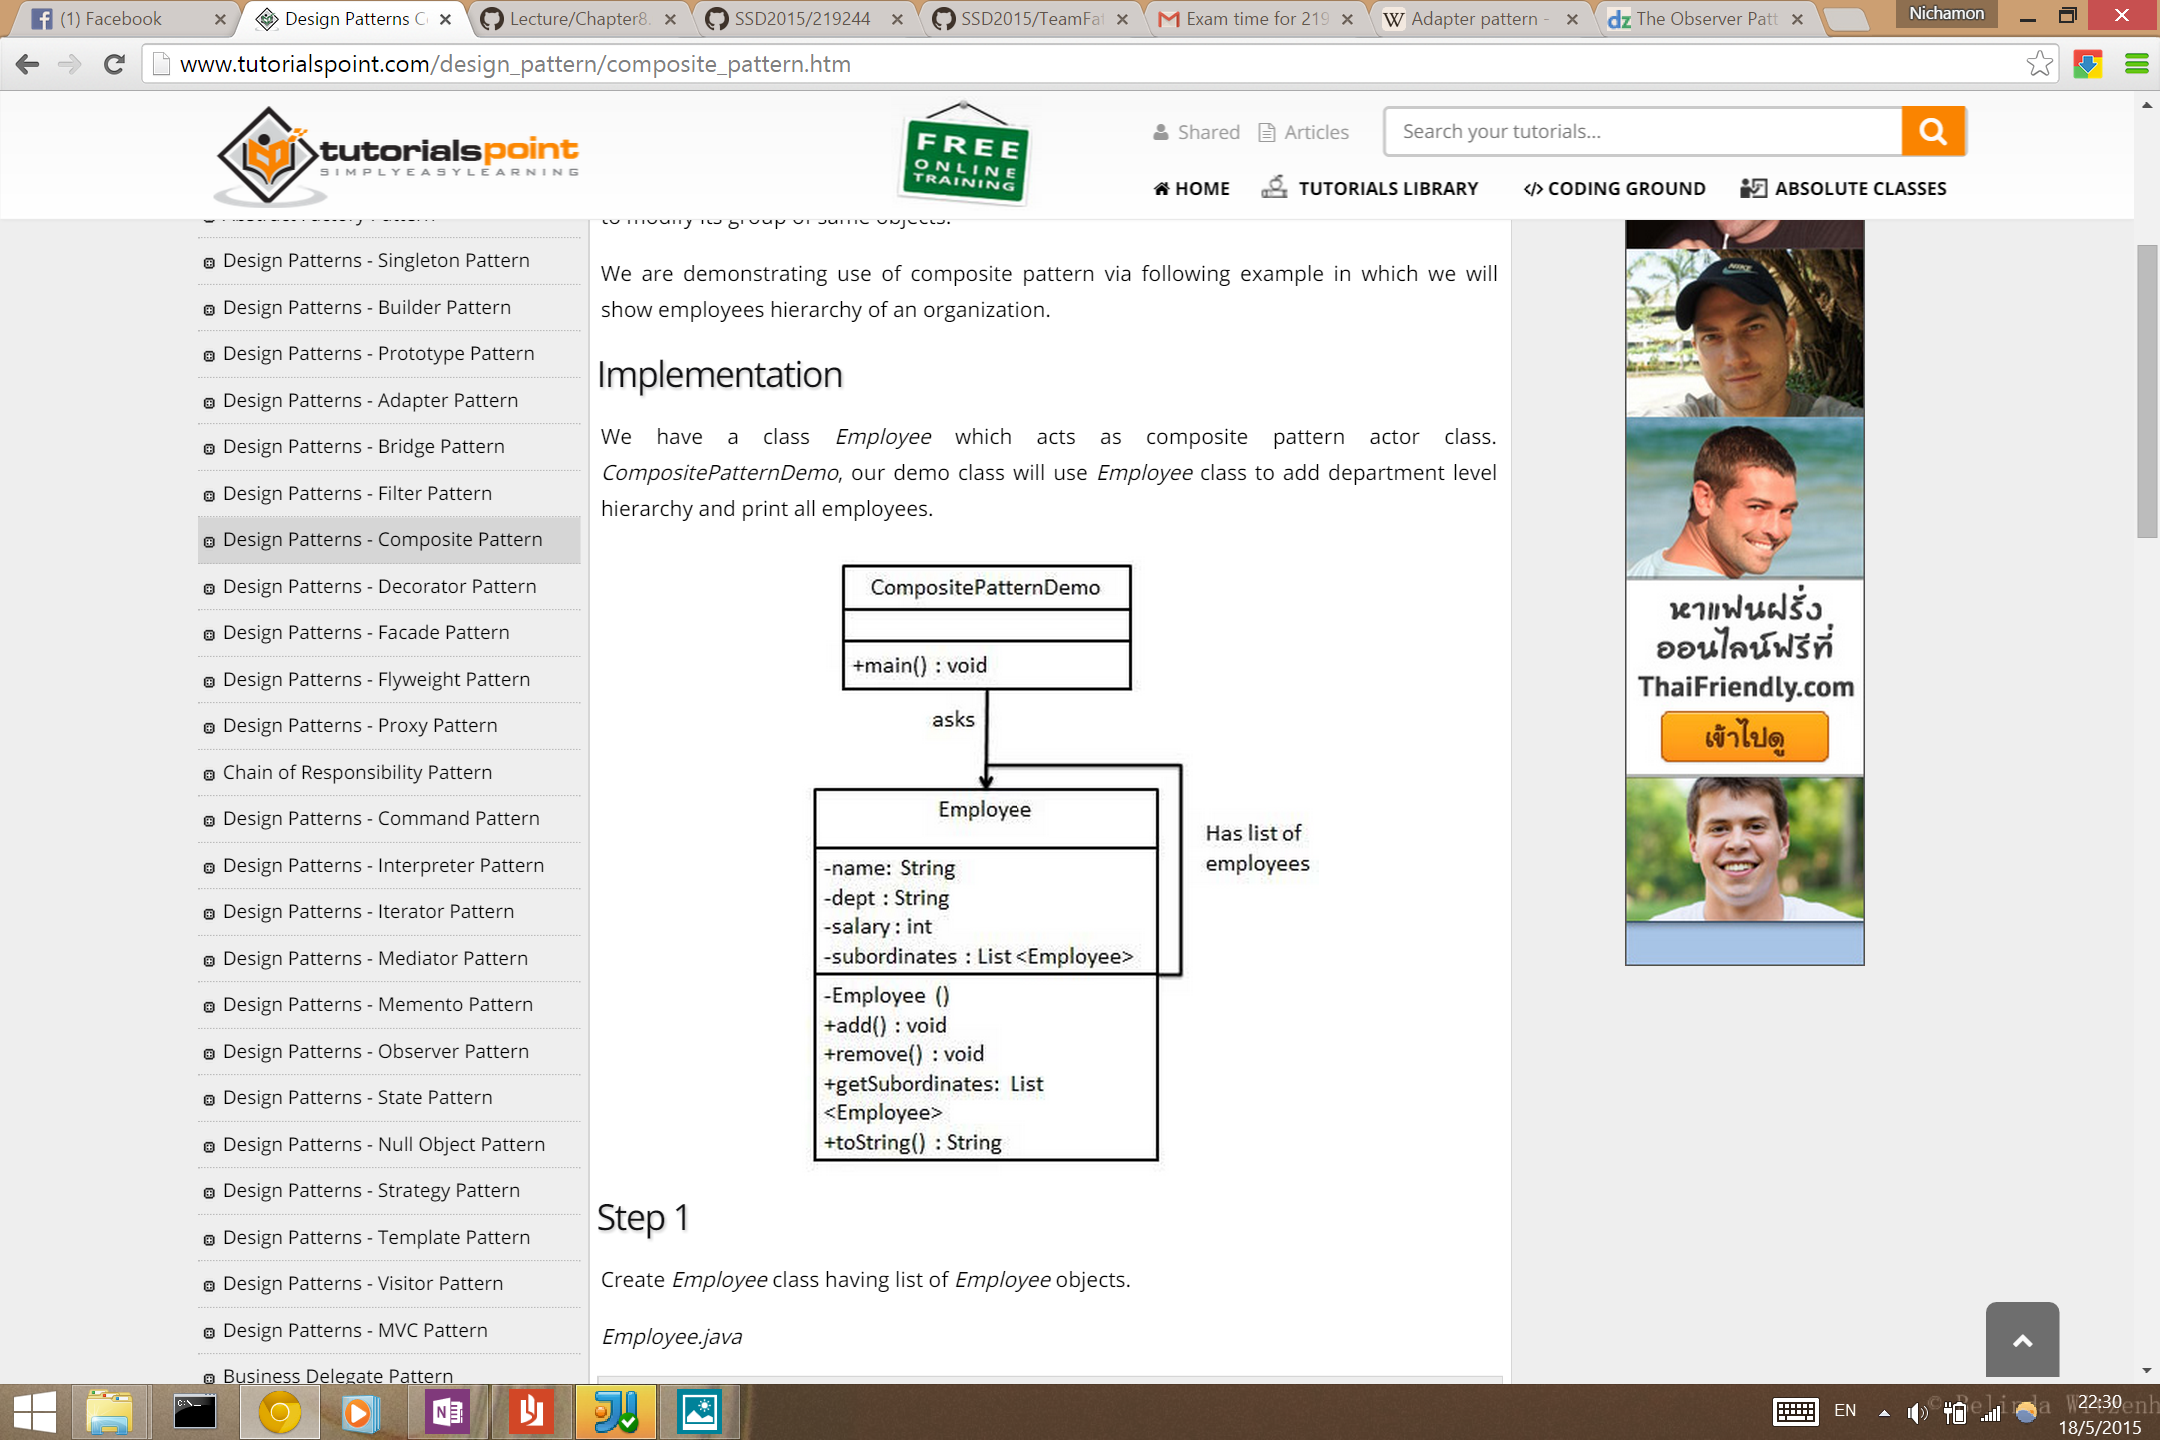 (1) Facebook
Design Patterns C
Lecture/Chapter8.
SSD2015/219244
SSD2015/TeamFat
Exam time for 219
Adapter pattern -
The Observer Patt
Nichamon
www.tutorialspoint.com/design_pattern/composite_pattern.htm
tutorialspoint
SIMPLYEASYLEARNING
FREE
ONLINE
TRAINING
Shared
Articles
Search your tutorials...
HOME
TUTORIALS LIBRARY
</> CODING GROUND
ABSOLUTE CLASSES
Abstract Factory Pattern
Design Patterns - Singleton Pattern
Design Patterns - Builder Pattern
Design Patterns - Prototype Pattern
Design Patterns - Adapter Pattern
Design Patterns - Bridge Pattern
Design Patterns - Filter Pattern
Design Patterns - Composite Pattern
Design Patterns - Decorator Pattern
Design Patterns - Facade Pattern
Design Patterns - Flyweight Pattern
Design Patterns - Proxy Pattern
Chain of Responsibility Pattern
Design Patterns - Command Pattern
Design Patterns - Interpreter Pattern
Design Patterns - Iterator Pattern
Design Patterns - Mediator Pattern
Design Patterns - Memento Pattern
Design Patterns - Observer Pattern
Design Patterns - State Pattern
Design Patterns - Null Object Pattern
Design Patterns - Strategy Pattern
Design Patterns - Template Pattern
Design Patterns - Visitor Pattern
Design Patterns - MVC Pattern
Business Delegate Pattern
to modify its group of same objects.
We are demonstrating use of composite pattern via following example in which we will
show employees hierarchy of an organization.
Implementation
We have a class Employee which acts as composite pattern actor class.
CompositePatternDemo, our demo class will use Employee class to add department level
hierarchy and print all employees.
CompositePatternDemo
+main() : void
asks
Employee
-name: String
-dept : String
-salary : int
-subordinates : List <Employee>
-Employee ()
+add() : void
+remove() : void
+getSubordinates: List
<Employee>
+toString() : String
Has list of
employees
Step 1
Create Employee class having list of Employee objects.
Employee.java
NIKE
หาแฟนฝรั่ง
ออนไลน์ฟรีที่
ThaiFriendly.com
เข้าไปดู
EN
22:30
18/5/2015